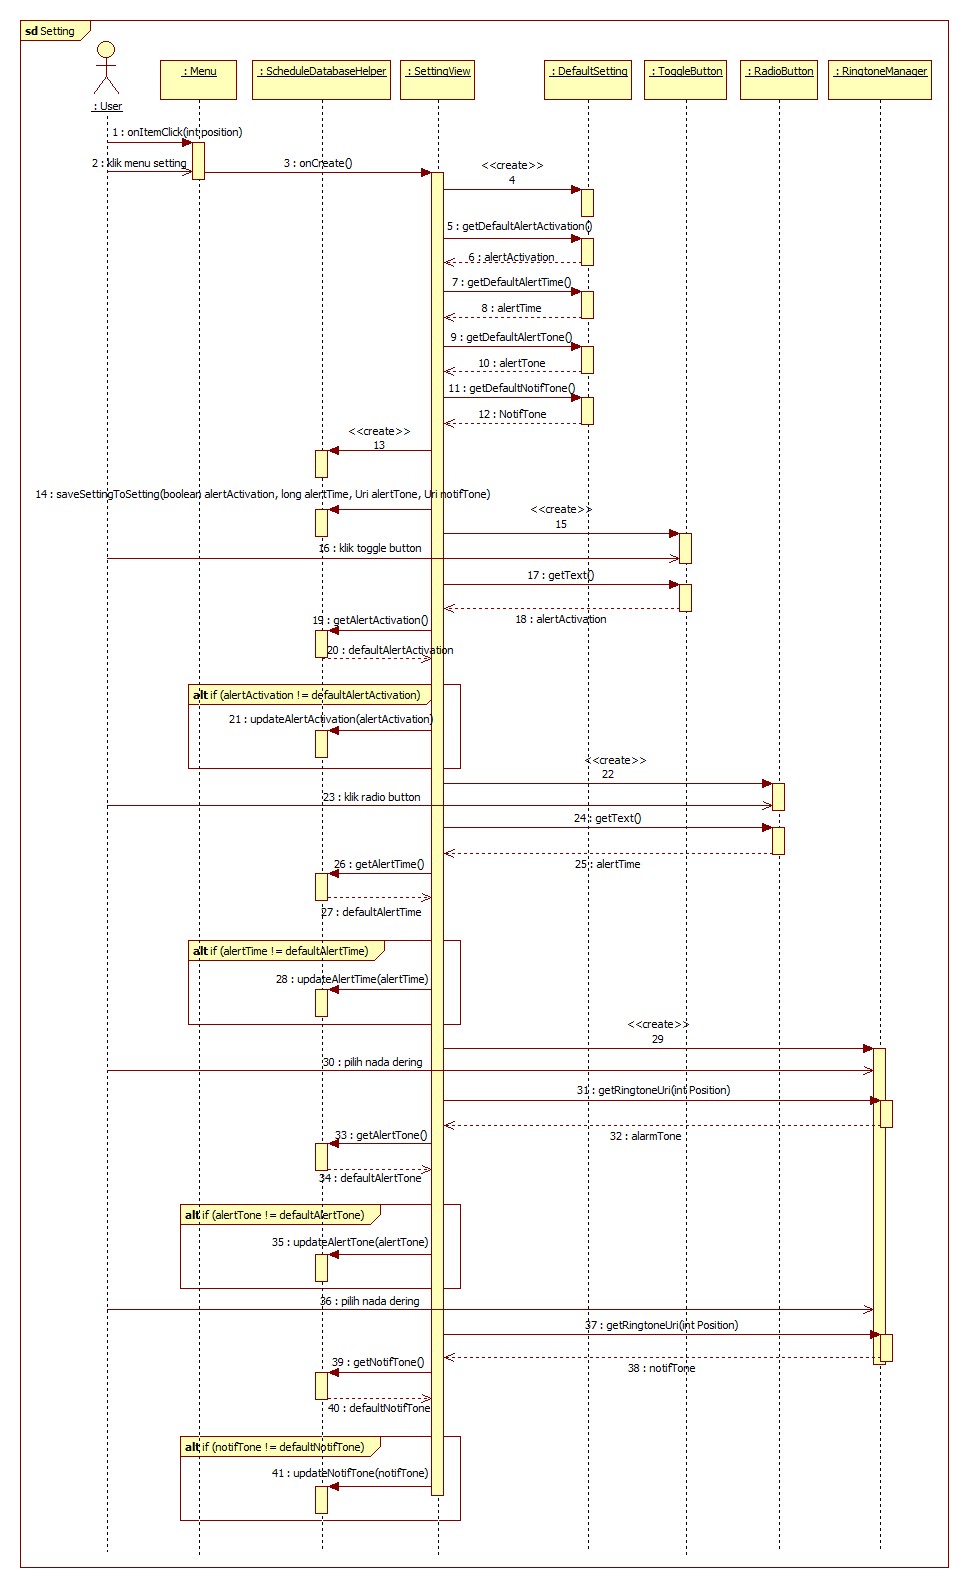 sd Setting
: Menu
: ScheduleDatabaseHelper
: SettingView
: DefaultSetting
: ToggleButton
: RadioButton
: RingtoneManager
: User
1 : onItemClick(int position)
2 : klik menu setting
3 : onCreate()
<<create>>
4
5 : getDefaultAlertActivation()
6 : alertActivation
7 : getDefaultAlertTime()
8 : alertTime
9 : getDefaultAlertTone()
10 : alertTone
11 : getDefaultNotifTone()
12 : NotifTone
<<create>>
13
14 : saveSettingToSetting(boolean alertActivation, long alertTime, Uri alertTone, Uri notifTone)
<<create>>
15
16 : klik toggle button
17 : getText()
18 : alertActivation
19 : getAlertActivation()
20 : defaultAlertActivation
alt if (alertActivation != defaultAlertActivation)
21 : updateAlertActivation(alertActivation)
<<create>>
22
23 : klik radio button
24 : getText()
25 : alertTime
26 : getAlertTime()
27 : defaultAlertTime
alt if (alertTime != defaultAlertTime)
28 : updateAlertTime(alertTime)
<<create>>
29
30 : pilih nada dering
31 : getRingtoneUri(int Position)
32 : alarmTone
33 : getAlertTone()
34 : defaultAlertTone
alt if (alertTone != defaultAlertTone)
35 : updateAlertTone(alertTone)
36 : pilih nada dering
37 : getRingtoneUri(int Position)
38 : notifTone
39 : getNotifTone()
40 : defaultNotifTone
alt if (notifTone != defaultNotifTone)
41 : updateNotifTone(notifTone)